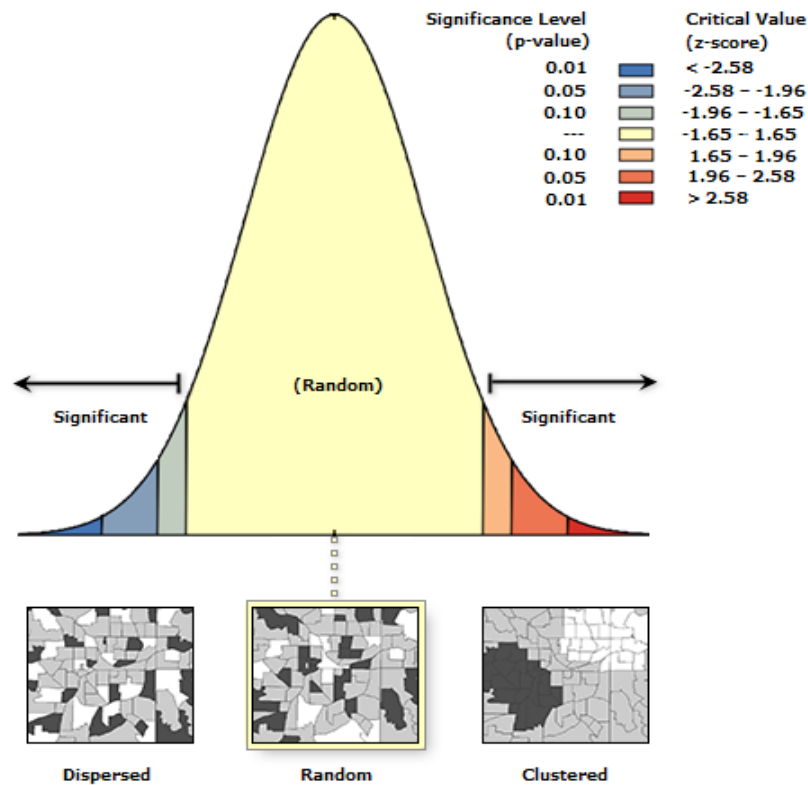 Significance Level Critical Value
(p-value) (z-score)
0.01 < -2.58
0.05 -2.58 – -1.96
0.10 -1.96 – -1.65
--- -1.65 – 1.65
0.10 1.65 – 1.96
0.05 1.96 – 2.58
0.01 > 2.58
(Random)
Significant Significant
Dispersed Random Clustered